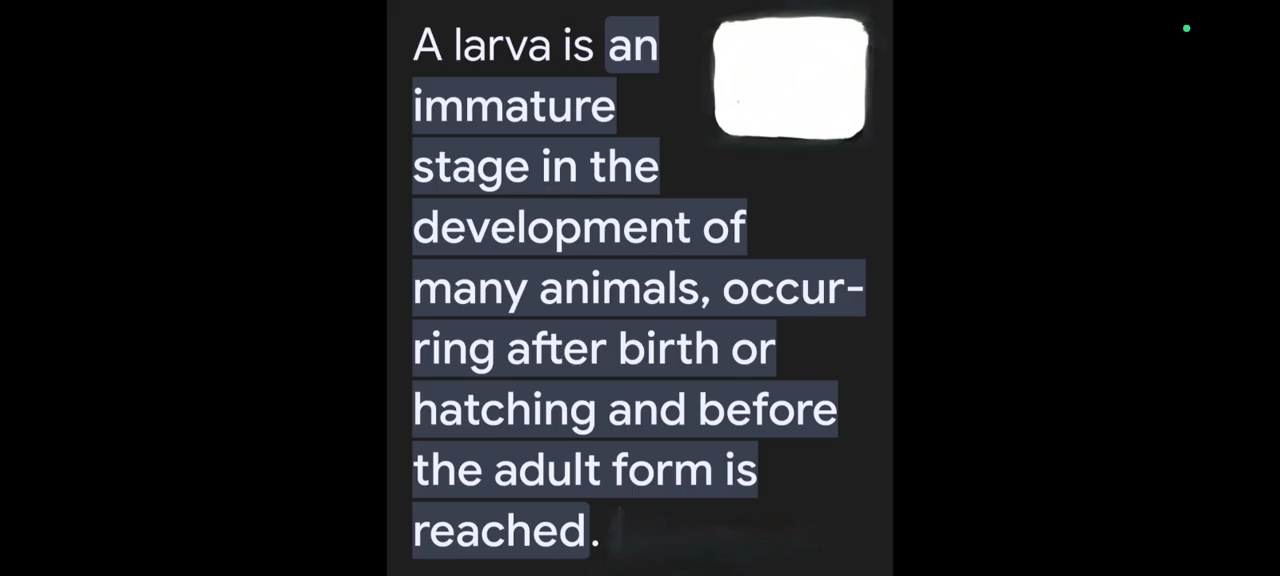 A larva is an
immature
stage in the
development of
many animals, occur-
ring after birth or
hatching and before
the adult form is
reached.